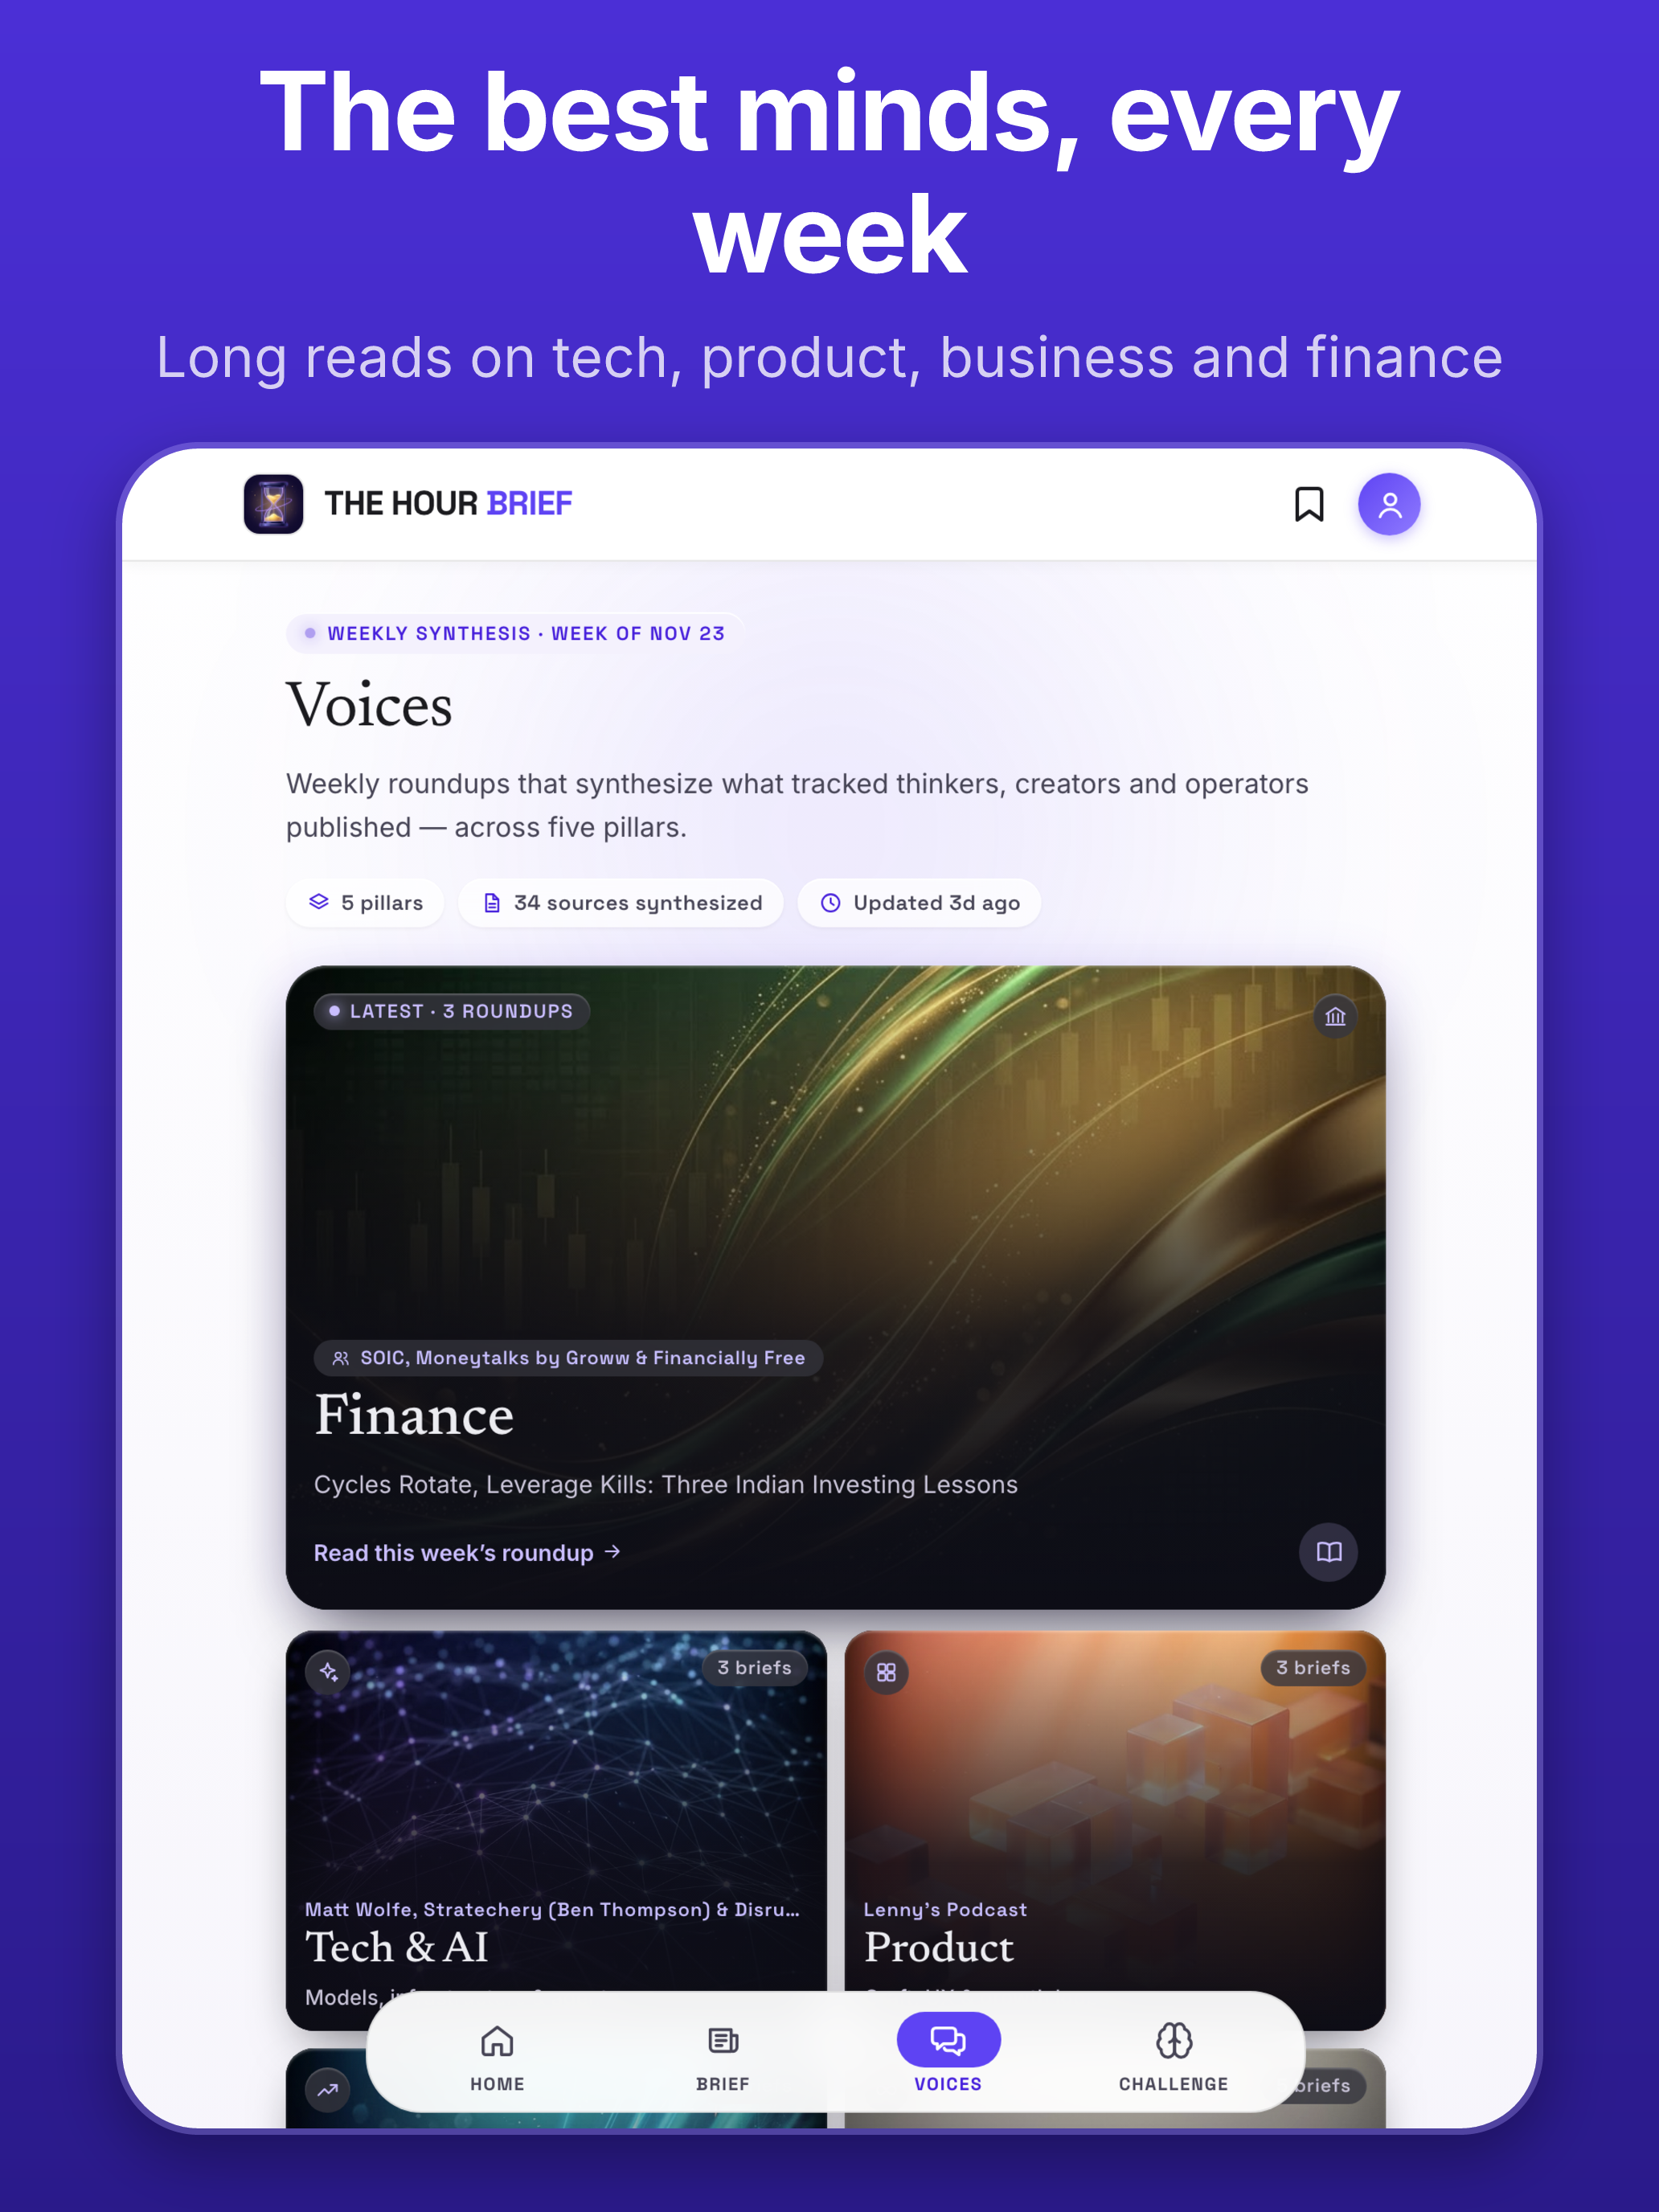 The best minds, every
week
Long reads on tech, product, business and finance
THE HOUR BRIEF
WEEKLY SYNTHESIS · WEEK OF NOV 23
Voices
Weekly roundups that synthesize what tracked thinkers, creators and operators
published — across five pillars.
5 pillars
34 sources synthesized
Updated 3d ago
LATEST · 3 ROUNDUPS
SOIC, Moneytalks by Groww & Financially Free
Finance
Cycles Rotate, Leverage Kills: Three Indian Investing Lessons
Read this week’s roundup →
3 briefs
Matt Wolfe, Stratechery (Ben Thompson) & Disru...
Tech & AI
Models,
3 briefs
Lenny’s Podcast
Product
briefs
HOME
BRIEF
VOICES
CHALLENGE